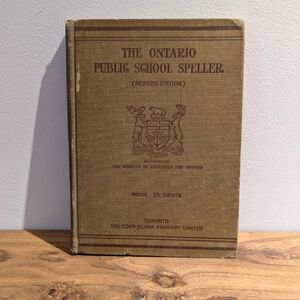 THE ONTARIO
PUBLIC SCHOOL SPELLER
(REVISED EDITION)
AUTHORIZED BY
THE MINISTER OF EDUCATION FOR ONTARIO
PRICE 15 CENTS
TORONTO
THE COPP CLARK COMPANY LIMITED